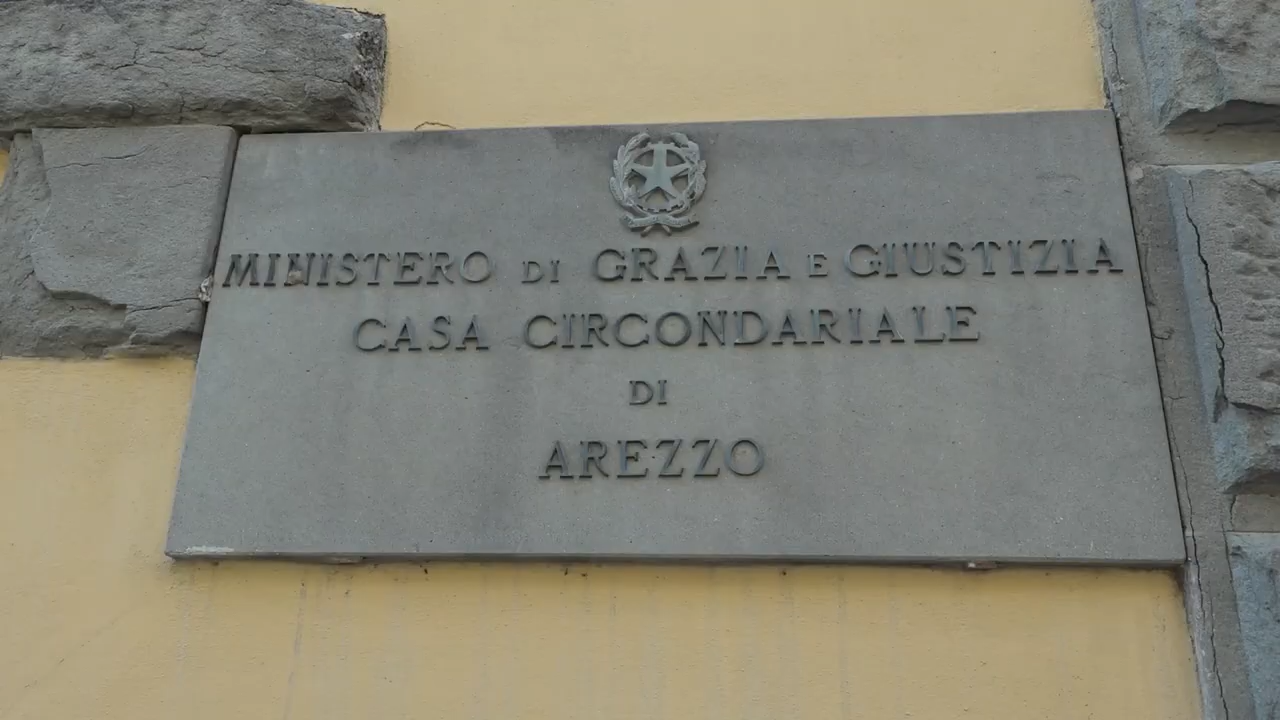 MINISTERO DI GRAZIA E GIUSTIZIA
CASA CIRCONDARIALE
DI
AREZZO